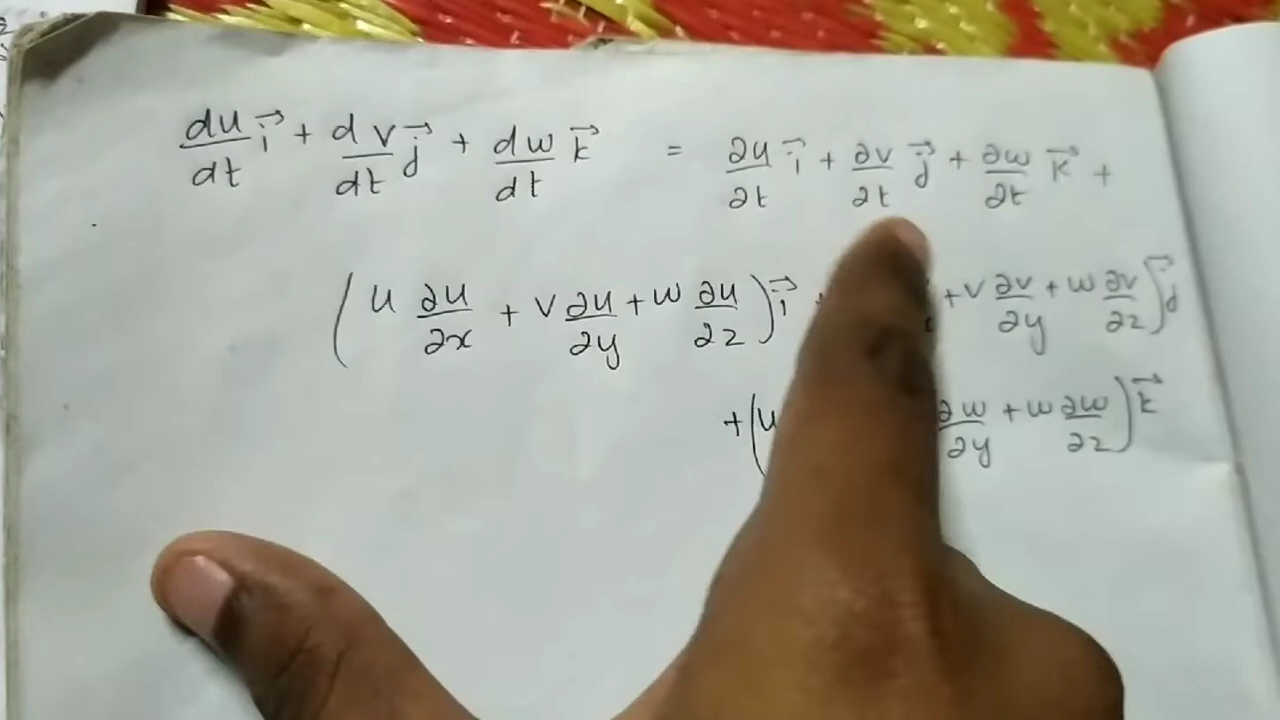 du/dt i⃗ + dv/dt j⃗ + dw/dt k⃗ = ∂u/∂t i⃗ + ∂v/∂t j⃗ + ∂w/∂t k⃗ +
(u ∂u/∂x + v ∂u/∂y + w ∂u/∂z) i⃗ + v ∂v/∂y + w ∂v/∂z) j⃗
+ (u ∂w/∂y + w ∂w/∂z) k⃗